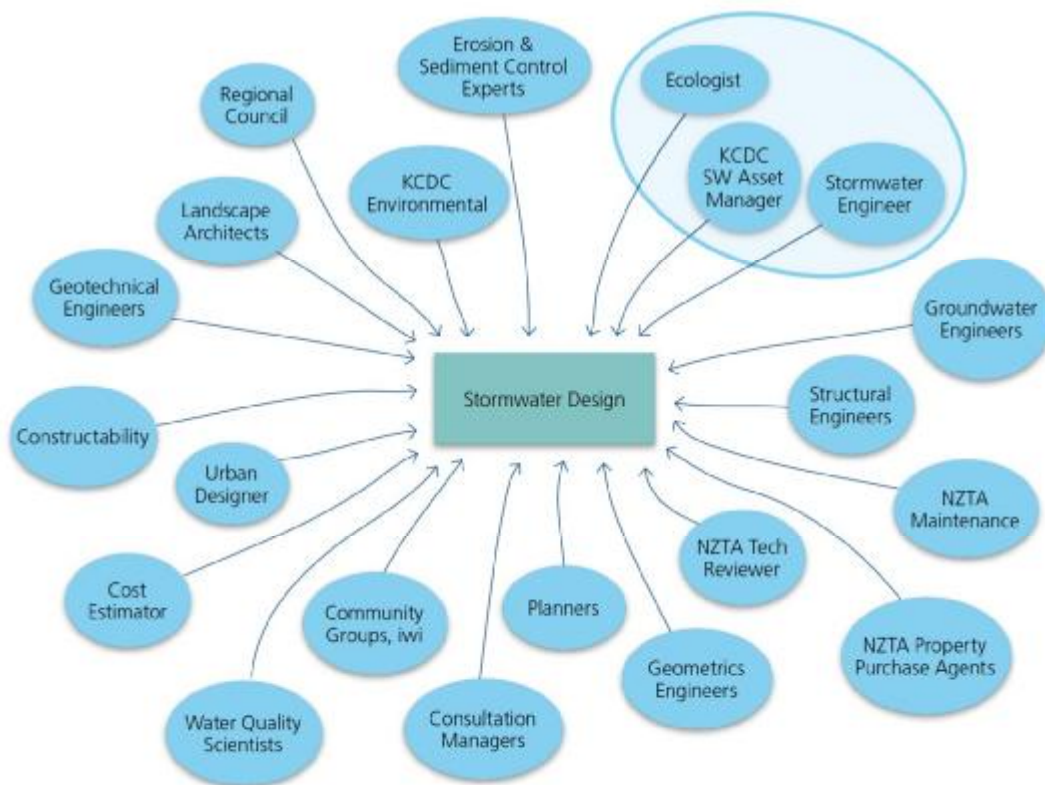 Erosion &
Sediment Control
Experts
Ecologist
Regional
Council
KCDC
SW Asset
Manager
Stormwater
Engineer
KCDC
Environmental
Landscape
Architects
Geotechnical
Engineers
Groundwater
Engineers
Stormwater Design
Structural
Engineers
Constructability
Urban
Designer
NZTA
Maintenance
NZTA Tech
Reviewer
Cost
Estimator
Community
Groups, iwi
Planners
NZTA Property
Purchase Agents
Geometrics
Engineers
Water Quality
Scientists
Consultation
Managers